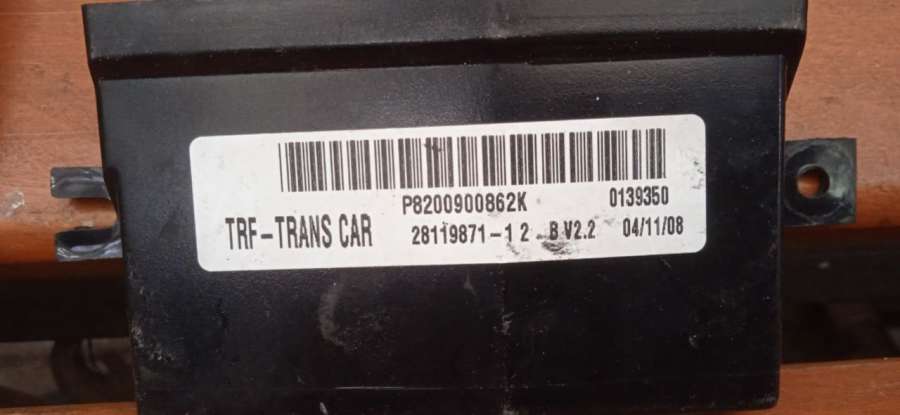 P8200900862K 0139350
TRF-TRANS CAR 28119871-1 2 B V2.2 04/11/08